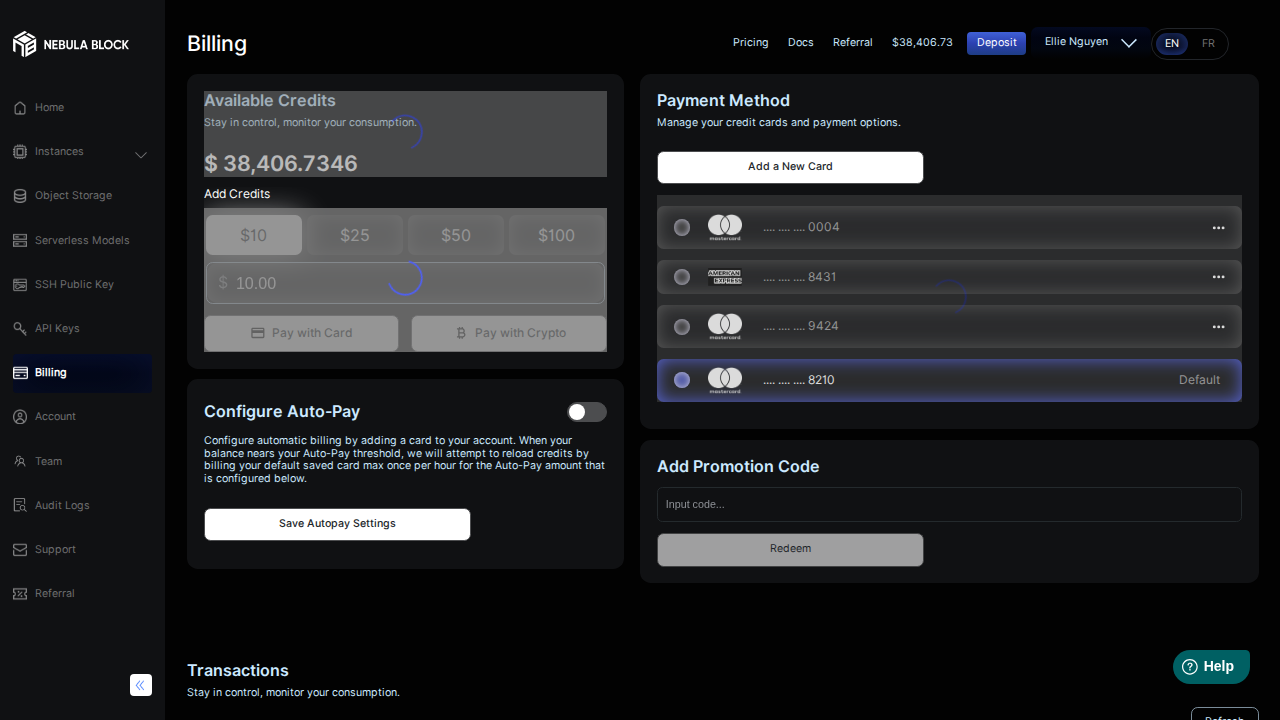 NEBULA BLOCK
Home
Instances
Object Storage
Serverless Models
SSH Public Key
API Keys
Billing
Account
Team
Audit Logs
Support
Referral
Billing
Pricing
Docs
Referral
$38,406.73
Deposit
Ellie Nguyen
EN
FR
Available Credits
Stay in control, monitor your consumption.
$ 38,406.7346
Add Credits
$10
$25
$50
$100
$ 10.00
Pay with Card
Pay with Crypto
Configure Auto-Pay
Configure automatic billing by adding a card to your account. When your
balance nears your Auto-Pay threshold, we will attempt to reload credits by
billing your default saved card max once per hour for the Auto-Pay amount that
is configured below.
Save Autopay Settings
Payment Method
Manage your credit cards and payment options.
Add a New Card
mastercard .... .... .... 0004
AMERICAN EXPRESS .... .... .... 8431
mastercard .... .... .... 9424
mastercard .... .... .... 8210 Default
Add Promotion Code
Input code...
Redeem
Transactions
Stay in control, monitor your consumption.
Help
Refresh